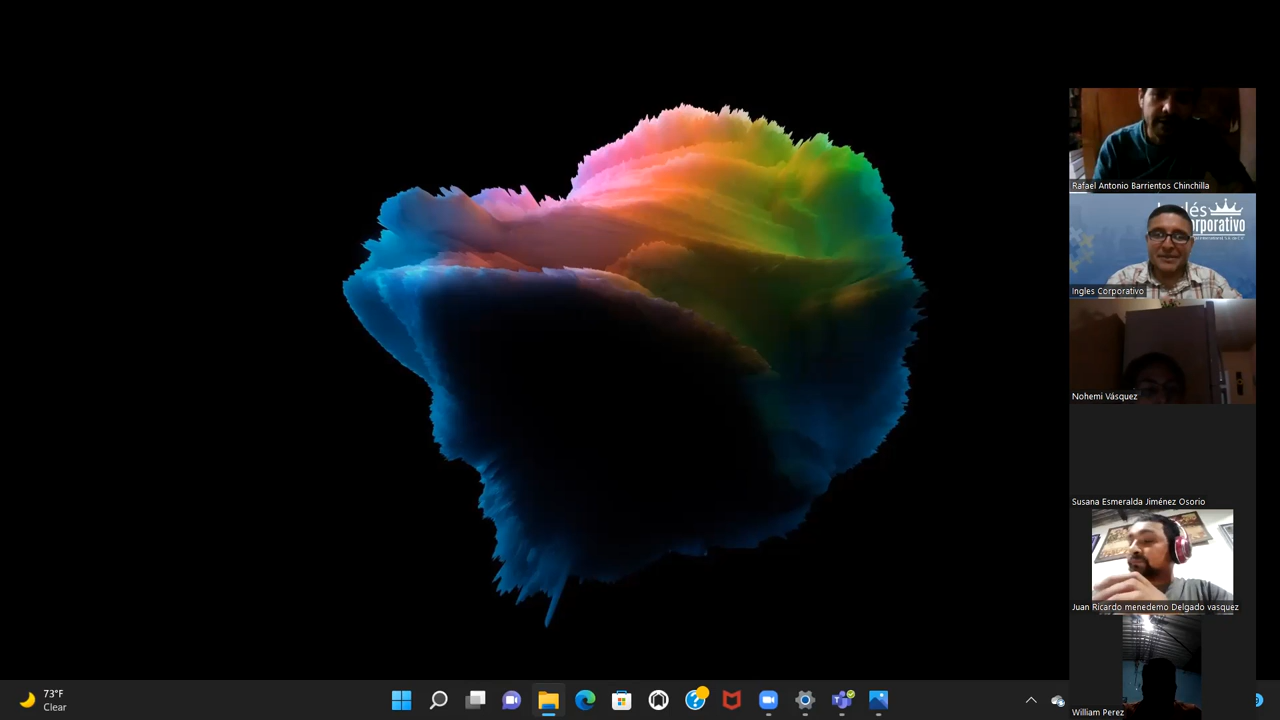 Rafael Antonio Barrientos Chinchilla
Inglés
Corporativo
Ingles Corporativo
Nohemi Vásquez
Susana Esmeralda Jiménez Osorio
Juan Ricardo menedemo Delgado vasquez
William Perez
73°F
Clear